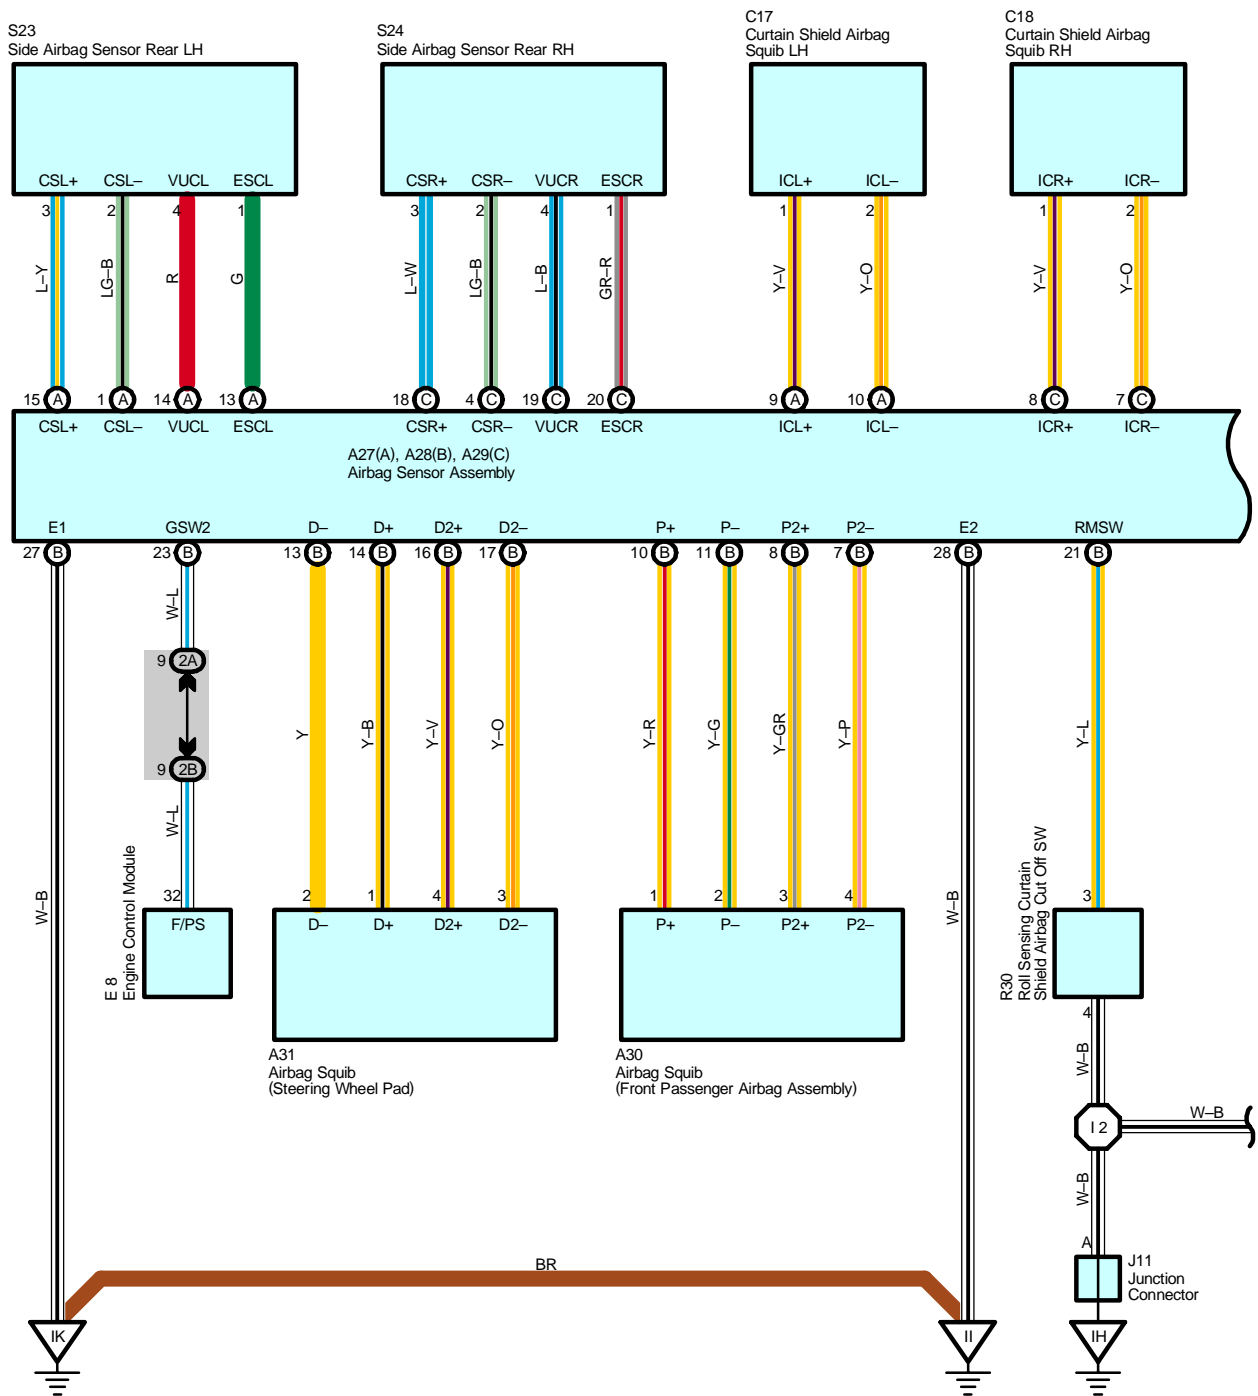 S23
Side Airbag Sensor Rear LH
S24
Side Airbag Sensor Rear RH
C17
Curtain Shield Airbag
Squib LH
C18
Curtain Shield Airbag
Squib RH
CSL+ CSL– VUCL ESCL
CSR+ CSR– VUCR ESCR
ICL+ ICL–
ICR+ ICR–
3 2 4 1
3 2 4 1
1 2
1 2
L–Y LG–B R G
L–W LG–B L–B GR–R
Y–V Y–O
Y–V Y–O
15 A 1 A 14 A 13 A
18 C 4 C 19 C 20 C
9 A 10 A
8 C 7 C
CSL+ CSL– VUCL ESCL
CSR+ CSR– VUCR ESCR
ICL+ ICL–
ICR+ ICR–
A27(A), A28(B), A29(C)
Airbag Sensor Assembly
E1 GSW2 D– D+ D2+ D2– P+ P– P2+ P2– E2 RMSW
27 B 23 B 13 B 14 B 16 B 17 B 10 B 11 B 8 B 7 B 28 B 21 B
W–L
9 2A
9 2B
W–L
Y Y–B Y–V Y–O
Y–R Y–G Y–GR Y–P
Y–L
W–B
W–B
32
2 1 4 3
1 2 3 4
3
F/PS
D– D+ D2+ D2–
P+ P– P2+ P2–
E 8
Engine Control Module
R30
Roll Sensing Curtain
Shield Airbag Cut Off SW
A31
Airbag Squib
(Steering Wheel Pad)
A30
Airbag Squib
(Front Passenger Airbag Assembly)
4
W–B
I 2
W–B
W–B
A
J11
Junction
Connector
BR
IK
II
IH